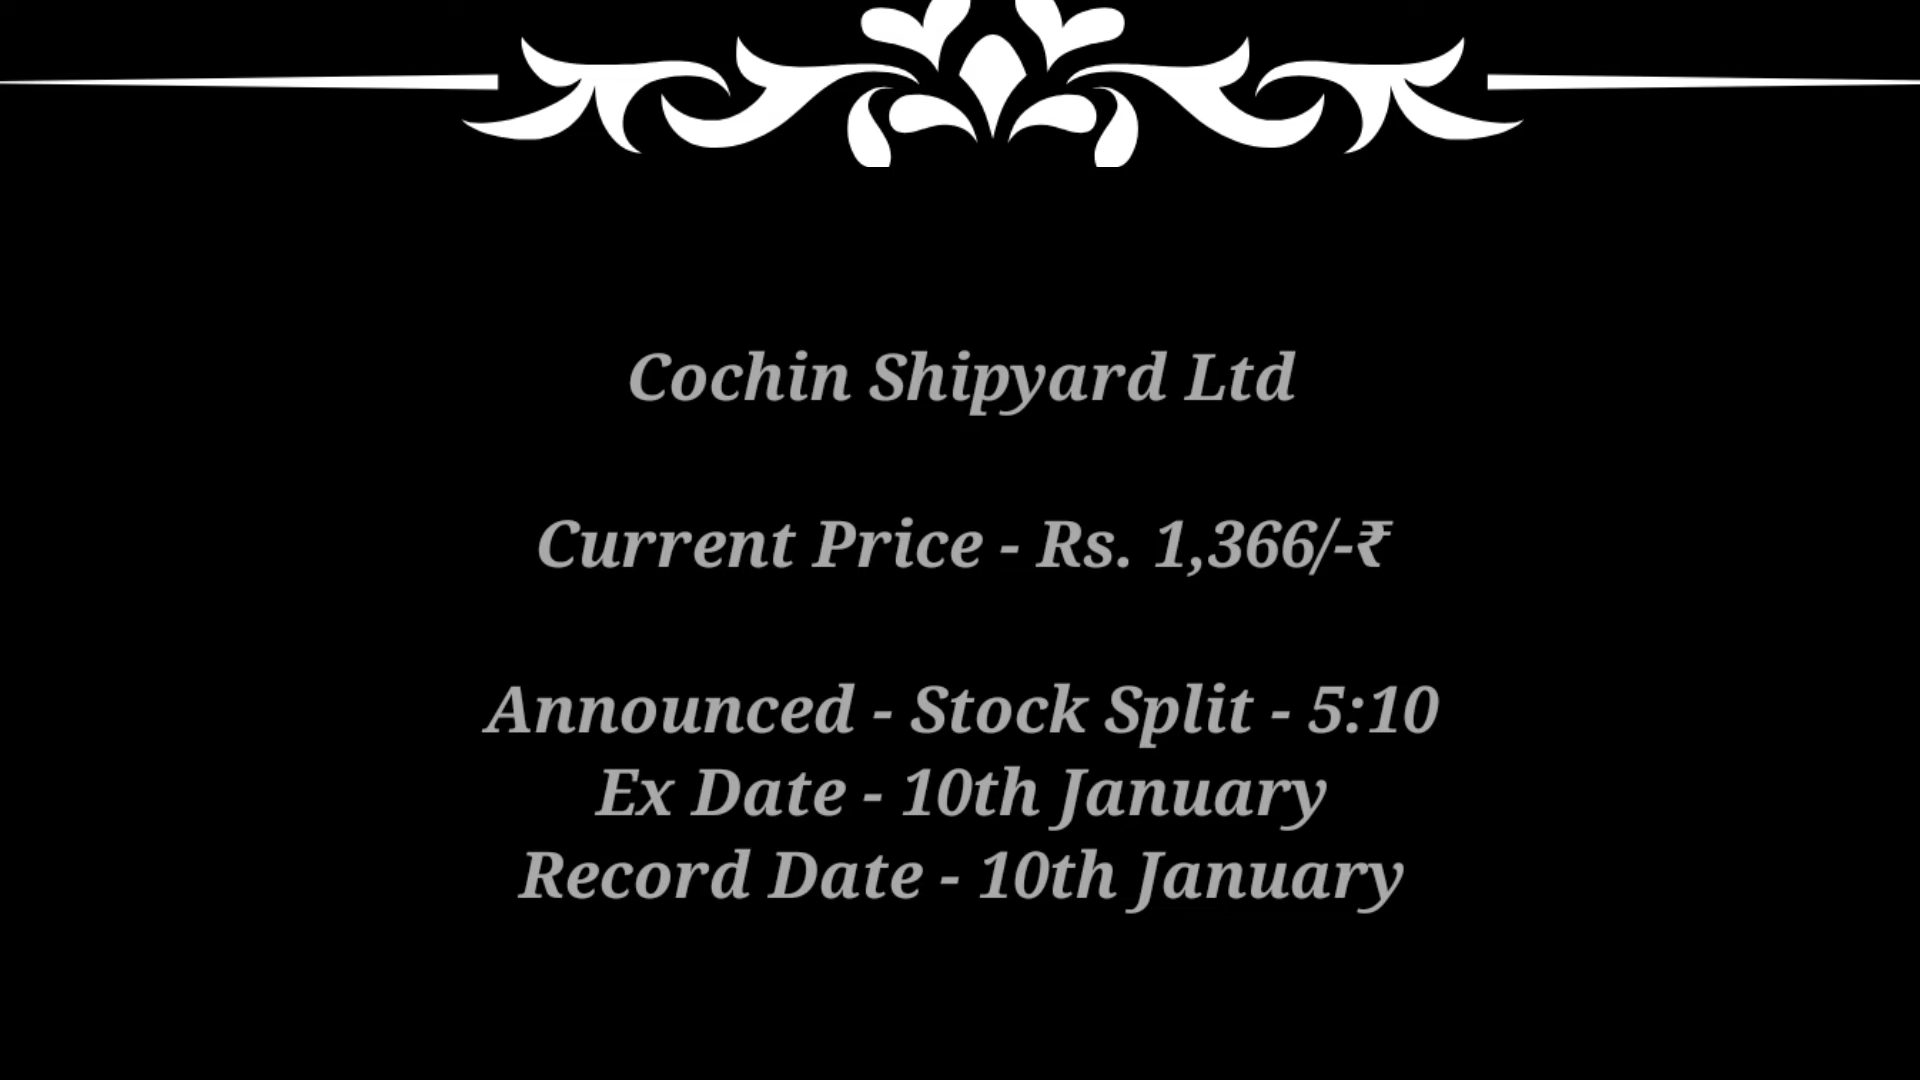 Cochin Shipyard Ltd
Current Price - Rs. 1,366/-₹
Announced - Stock Split - 5:10
Ex Date - 10th January
Record Date - 10th January